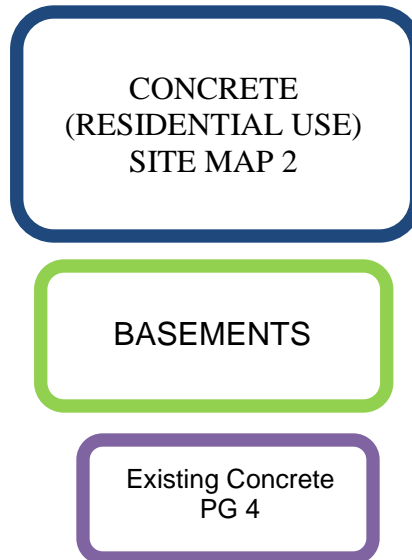 CONCRETE
(RESIDENTIAL USE)
SITE MAP 2
BASEMENTS
Existing Concrete
PG 4